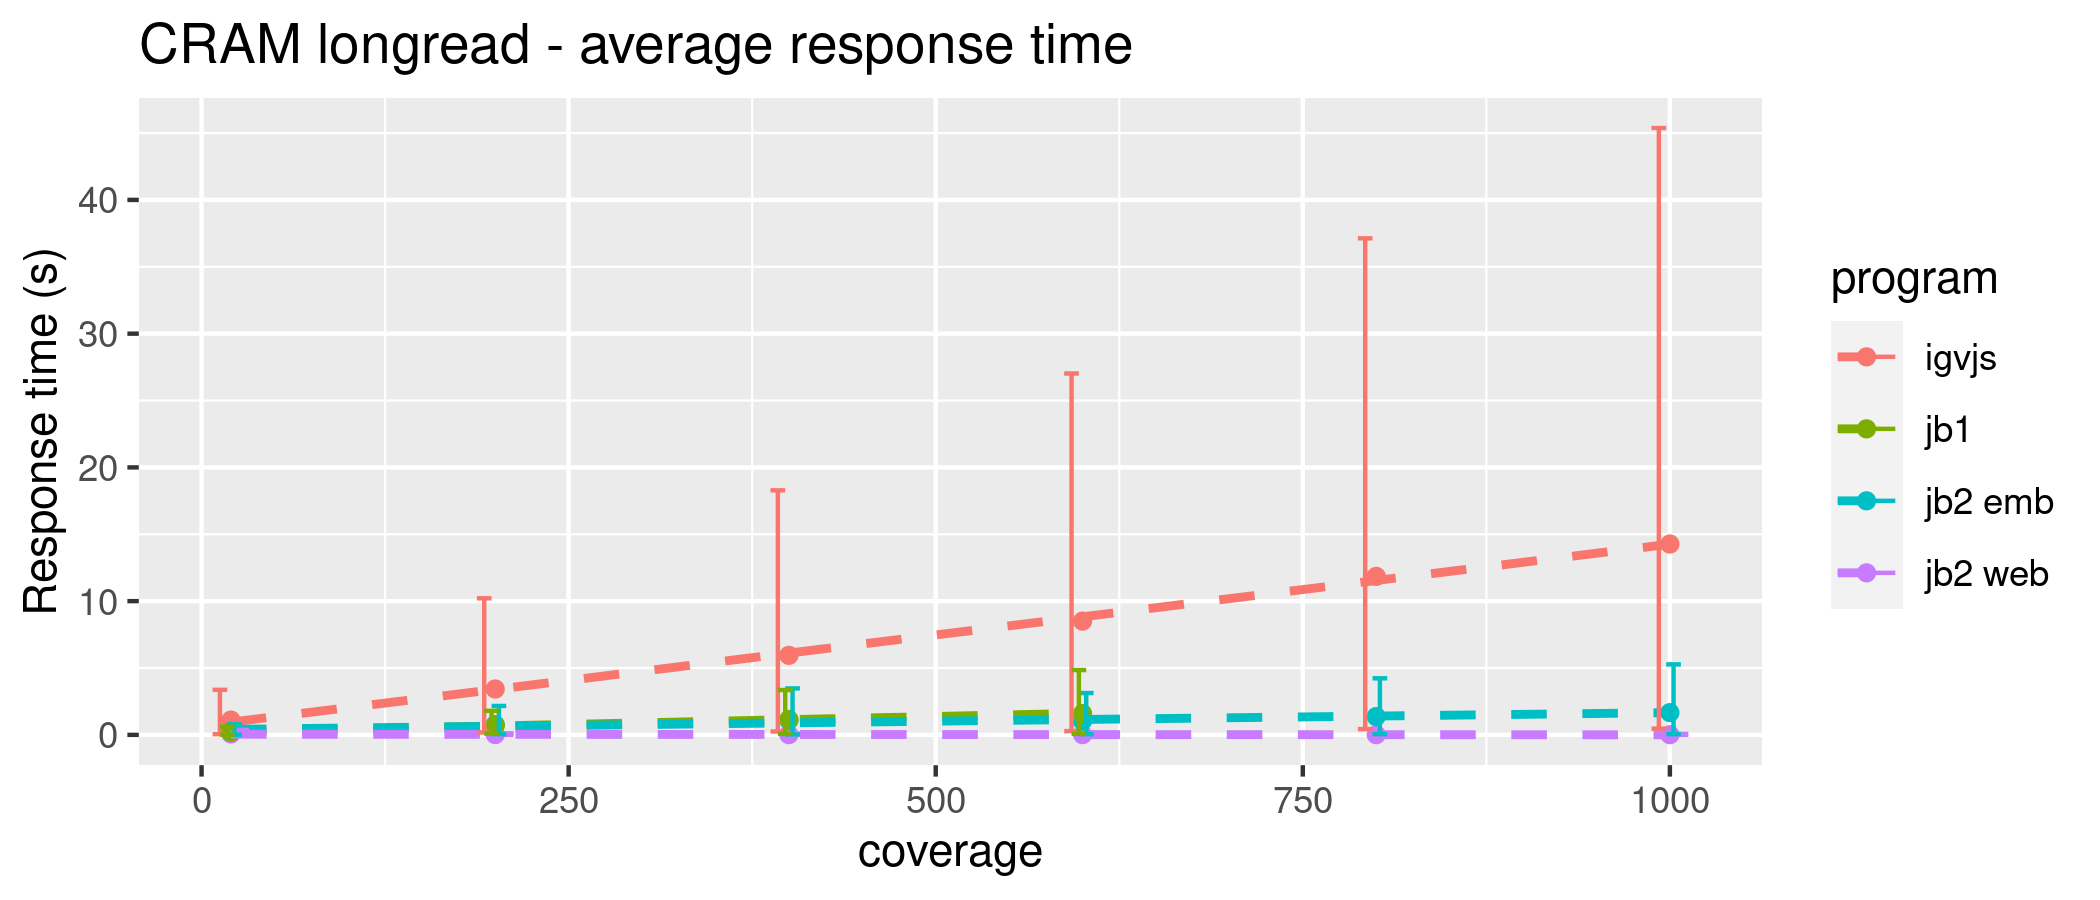 CRAM longread - average response time
Response time (s)
40
30
20
10
0
0 250 500 750 1000
coverage
program
igvjs
jb1
jb2 emb
jb2 web